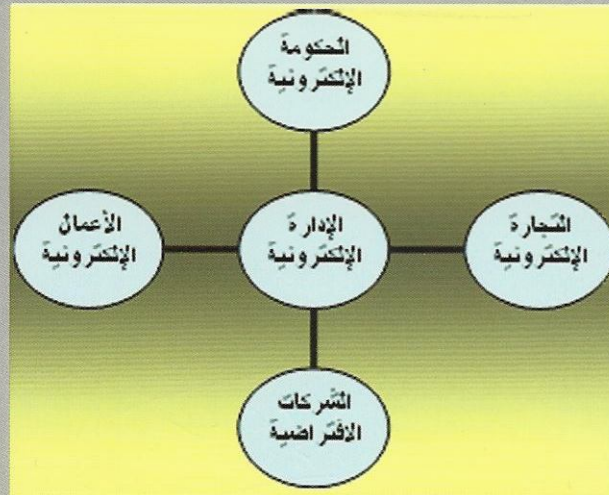 الحكومة
الإلكترونية
التجارة
الإلكترونية
الإدارة
الإلكترونية
الأعمال
الإلكترونية
الشركات
الافتراضية